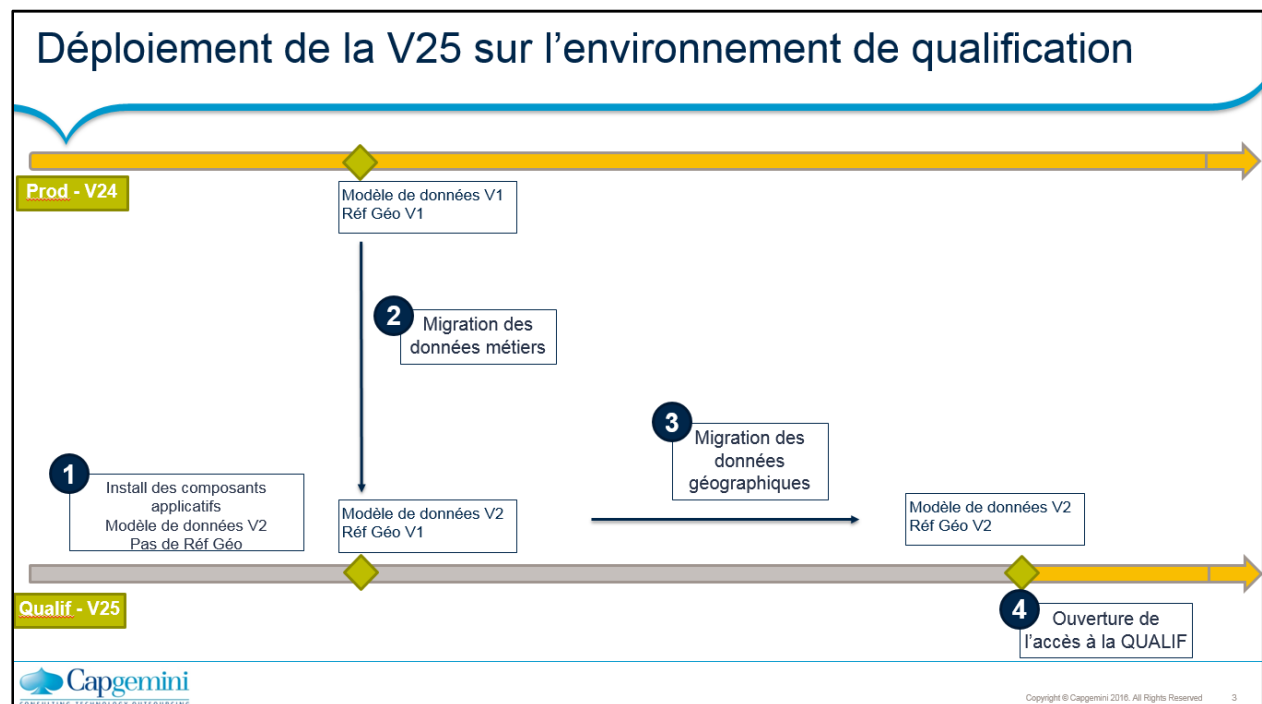 Déploiement de la V25 sur l'environnement de qualification
Prod - V24
Modèle de données V1
Réf Géo V1
2
Migration des
données métiers
3
Migration des
données
géographiques
1
Install des composants
applicatifs
Modèle de données V2
Pas de Réf Géo
Modèle de données V2
Réf Géo V1
Modèle de données V2
Réf Géo V2
Qualif - V25
4
Ouverture de
l'accès à la QUALIF
Capgemini
CONSULTING.TECHNOLOGY.OUTSOURCING
Copyright © Capgemini 2016. All Rights Reserved
3